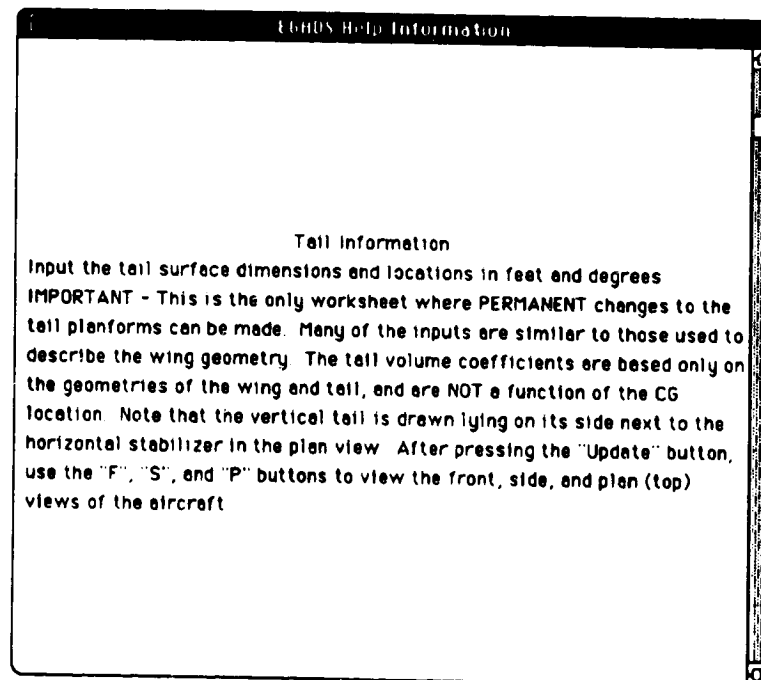 EGADS Help Information
Tail Information
Input the tail surface dimensions and locations in feet and degrees
IMPORTANT - This is the only worksheet where PERMANENT changes to the
tail planforms can be made. Many of the inputs are similar to those used to
describe the wing geometry. The tail volume coefficients are based only on
the geometries of the wing and tail, and are NOT a function of the CG
location. Note that the vertical tail is drawn lying on its side next to the
horizontal stabilizer in the plan view. After pressing the "Update" button,
use the "F", "S", and "P" buttons to view the front, side, and plan (top)
views of the aircraft